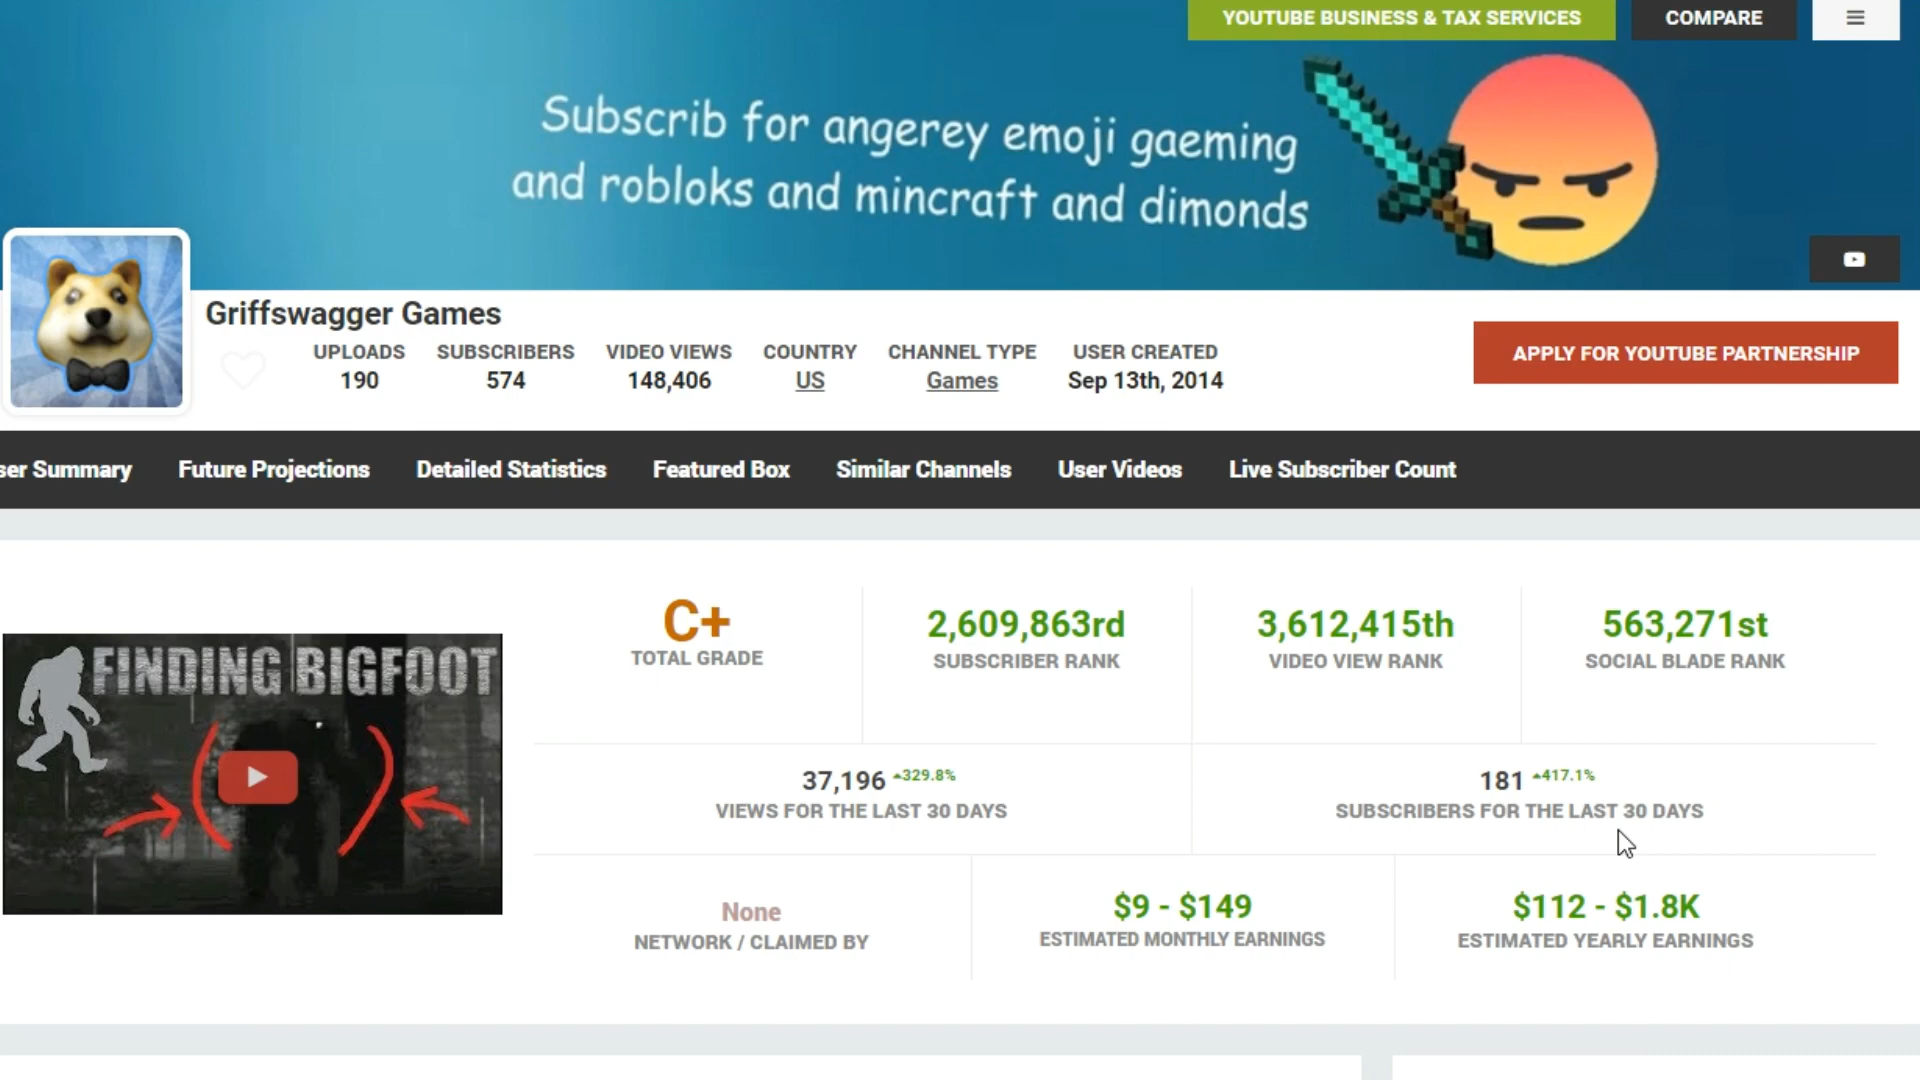 YOUTUBE BUSINESS & TAX SERVICES
COMPARE
Subscrib for angerey emoji gaeming
and robloks and mincraft and dimonds
Griffswagger Games
UPLOADS SUBSCRIBERS VIDEO VIEWS COUNTRY CHANNEL TYPE USER CREATED
190 574 148,406 US Games Sep 13th, 2014
APPLY FOR YOUTUBE PARTNERSHIP
ser Summary Future Projections Detailed Statistics Featured Box Similar Channels User Videos Live Subscriber Count
FINDING BIGFOOT
C+ 2,609,863rd 3,612,415th 563,271st
TOTAL GRADE SUBSCRIBER RANK VIDEO VIEW RANK SOCIAL BLADE RANK
37,196 329.8% 181 417.1%
VIEWS FOR THE LAST 30 DAYS SUBSCRIBERS FOR THE LAST 30 DAYS
None $9 - $149 $112 - $1.8K
NETWORK / CLAIMED BY ESTIMATED MONTHLY EARNINGS ESTIMATED YEARLY EARNINGS